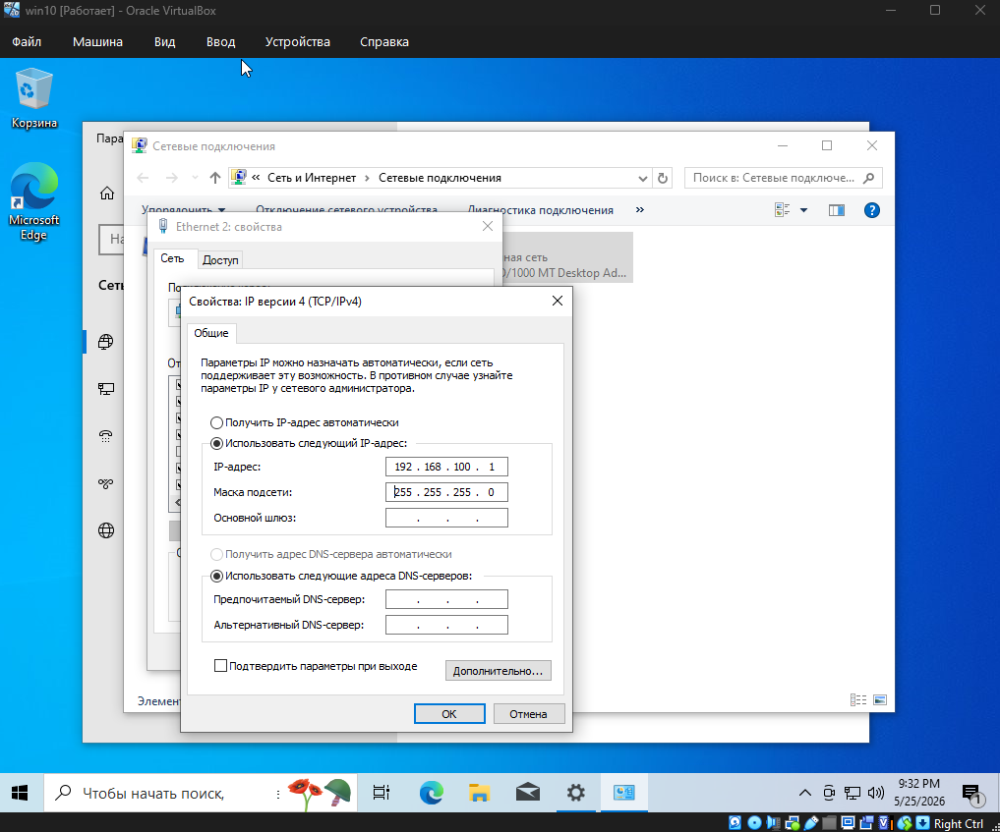 win10 [Работает] - Oracle VirtualBox
Файл Машина Вид Ввод Устройства Справка
Корзина
Microsoft
Edge
Сетевые подключения
« Сеть и Интернет › Сетевые подключения
Поиск в: Сетевые подключе...
Упорядочить Отключение сетевого устройства Диагностика подключения »
Ethernet 2: свойства
Сеть Доступ
ная сеть
/1000 MT Desktop Ad...
Свойства: IP версии 4 (TCP/IPv4)
Общие
Параметры IP можно назначать автоматически, если сеть
поддерживает эту возможность. В противном случае узнайте
параметры IP у сетевого администратора.
Получить IP-адрес автоматически
Использовать следующий IP-адрес:
IP-адрес: 192 . 168 . 100 . 1
Маска подсети: 255 . 255 . 255 . 0
Основной шлюз: . . .
Получить адрес DNS-сервера автоматически
Использовать следующие адреса DNS-серверов:
Предпочитаемый DNS-сервер: . . .
Альтернативный DNS-сервер: . . .
Подтвердить параметры при выходе
Дополнительно...
OK Отмена
Чтобы начать поиск,
9:32 PM
5/25/2026
1
Right Ctrl